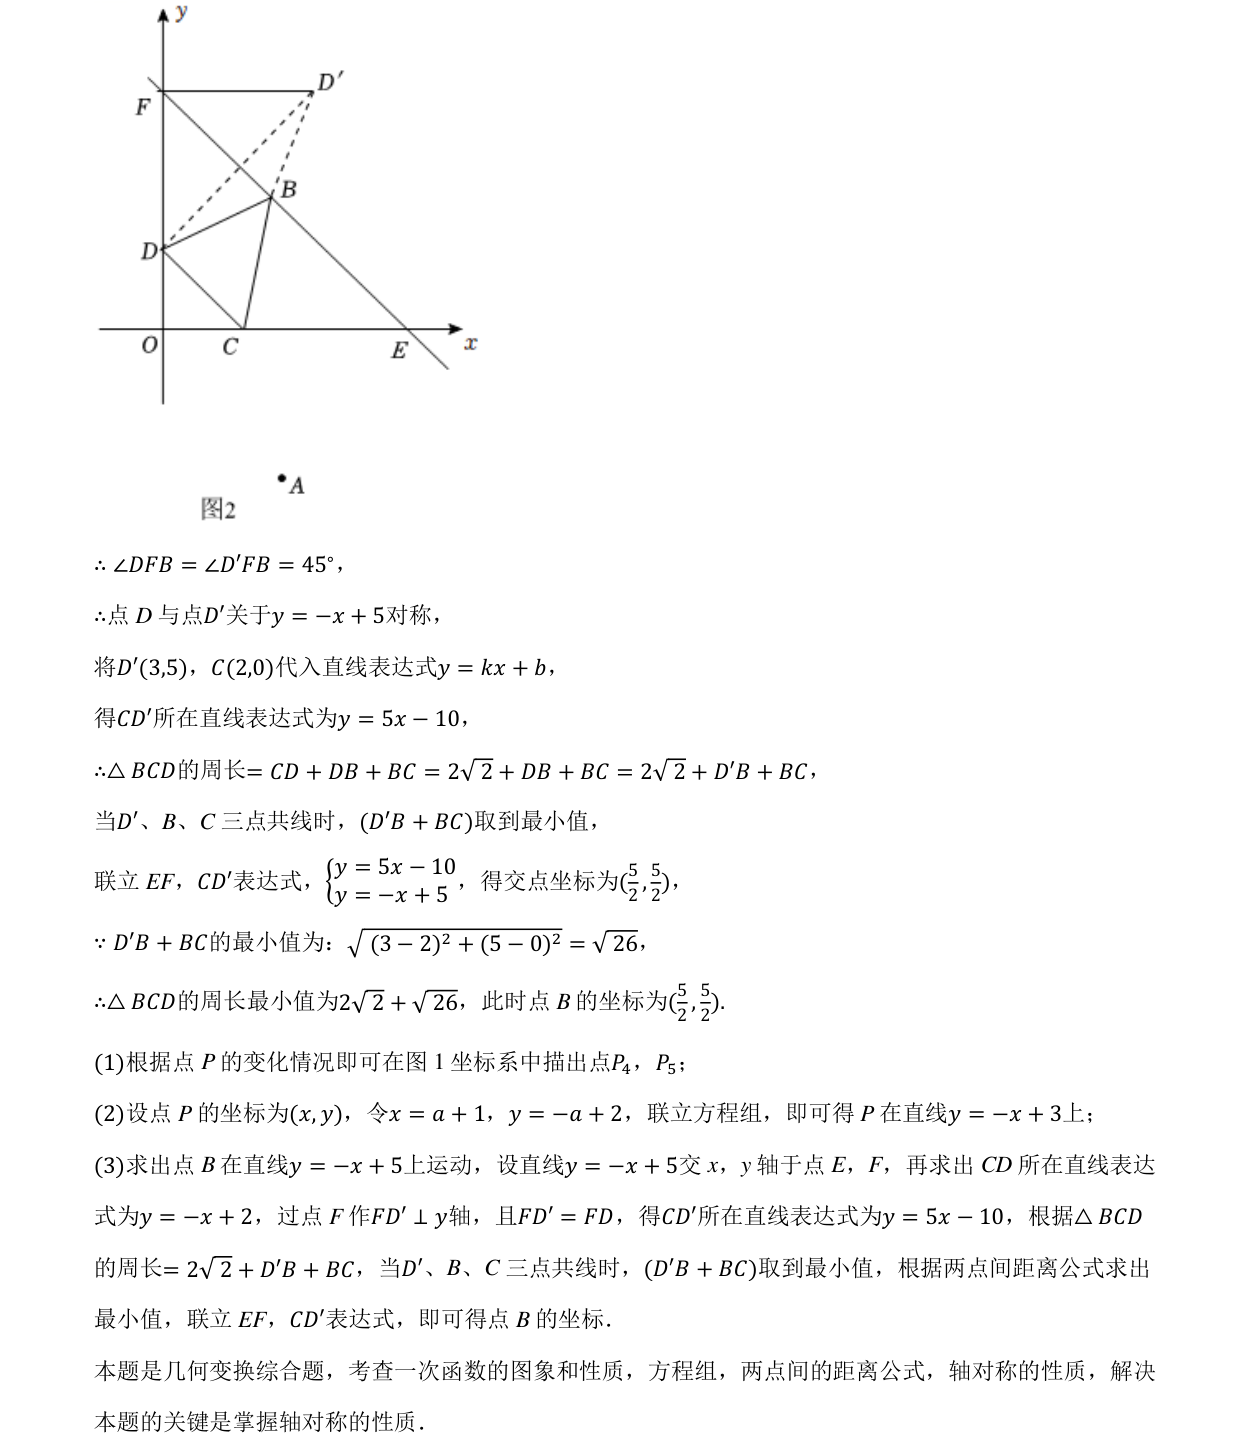 y
F
D′
B
D
O
C
E
x
A
图2
∴ ∠DFB = ∠D′FB = 45°，
∴点 D 与点D′关于y = −x + 5对称，
将D′(3,5)，C(2,0)代入直线表达式y = kx + b，
得CD′所在直线表达式为y = 5x − 10，
∴△ BCD的周长= CD + DB + BC = 2√2 + DB + BC = 2√2 + D′B + BC，
当D′、B、C 三点共线时，(D′B + BC)取到最小值，
联立 EF，CD′表达式，{y = 5x − 10 y = −x + 5，得交点坐标为(5/2, 5/2)，
∵ D′B + BC的最小值为：√((3 − 2)² + (5 − 0)²) = √26，
∴△ BCD的周长最小值为2√2 + √26，此时点 B 的坐标为(5/2, 5/2).
(1)根据点 P 的变化情况即可在图 1 坐标系中描出点P₄，P₅；
(2)设点 P 的坐标为(x, y)，令x = a + 1，y = −a + 2，联立方程组，即可得 P 在直线y = −x + 3上；
(3)求出点 B 在直线y = −x + 5上运动，设直线y = −x + 5交 x，y 轴于点 E，F，再求出 CD 所在直线表达
式为y = −x + 2，过点 F 作FD′ ⊥ y轴，且FD′ = FD，得CD′所在直线表达式为y = 5x − 10，根据△ BCD
的周长= 2√2 + D′B + BC，当D′、B、C 三点共线时，(D′B + BC)取到最小值，根据两点间距离公式求出
最小值，联立 EF，CD′表达式，即可得点 B 的坐标．
本题是几何变换综合题，考查一次函数的图象和性质，方程组，两点间的距离公式，轴对称的性质，解决
本题的关键是掌握轴对称的性质．